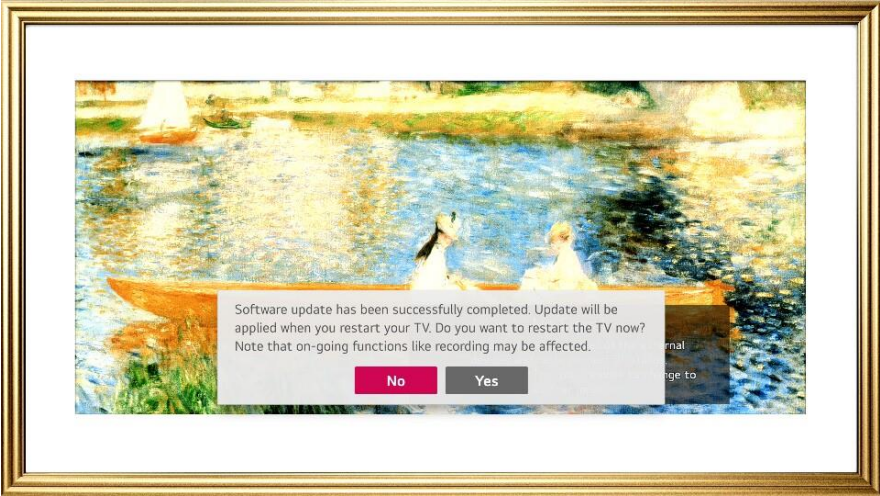 Software update has been successfully completed. Update will be
applied when you restart your TV. Do you want to restart the TV now?
Note that on-going functions like recording may be affected.
No Yes
to